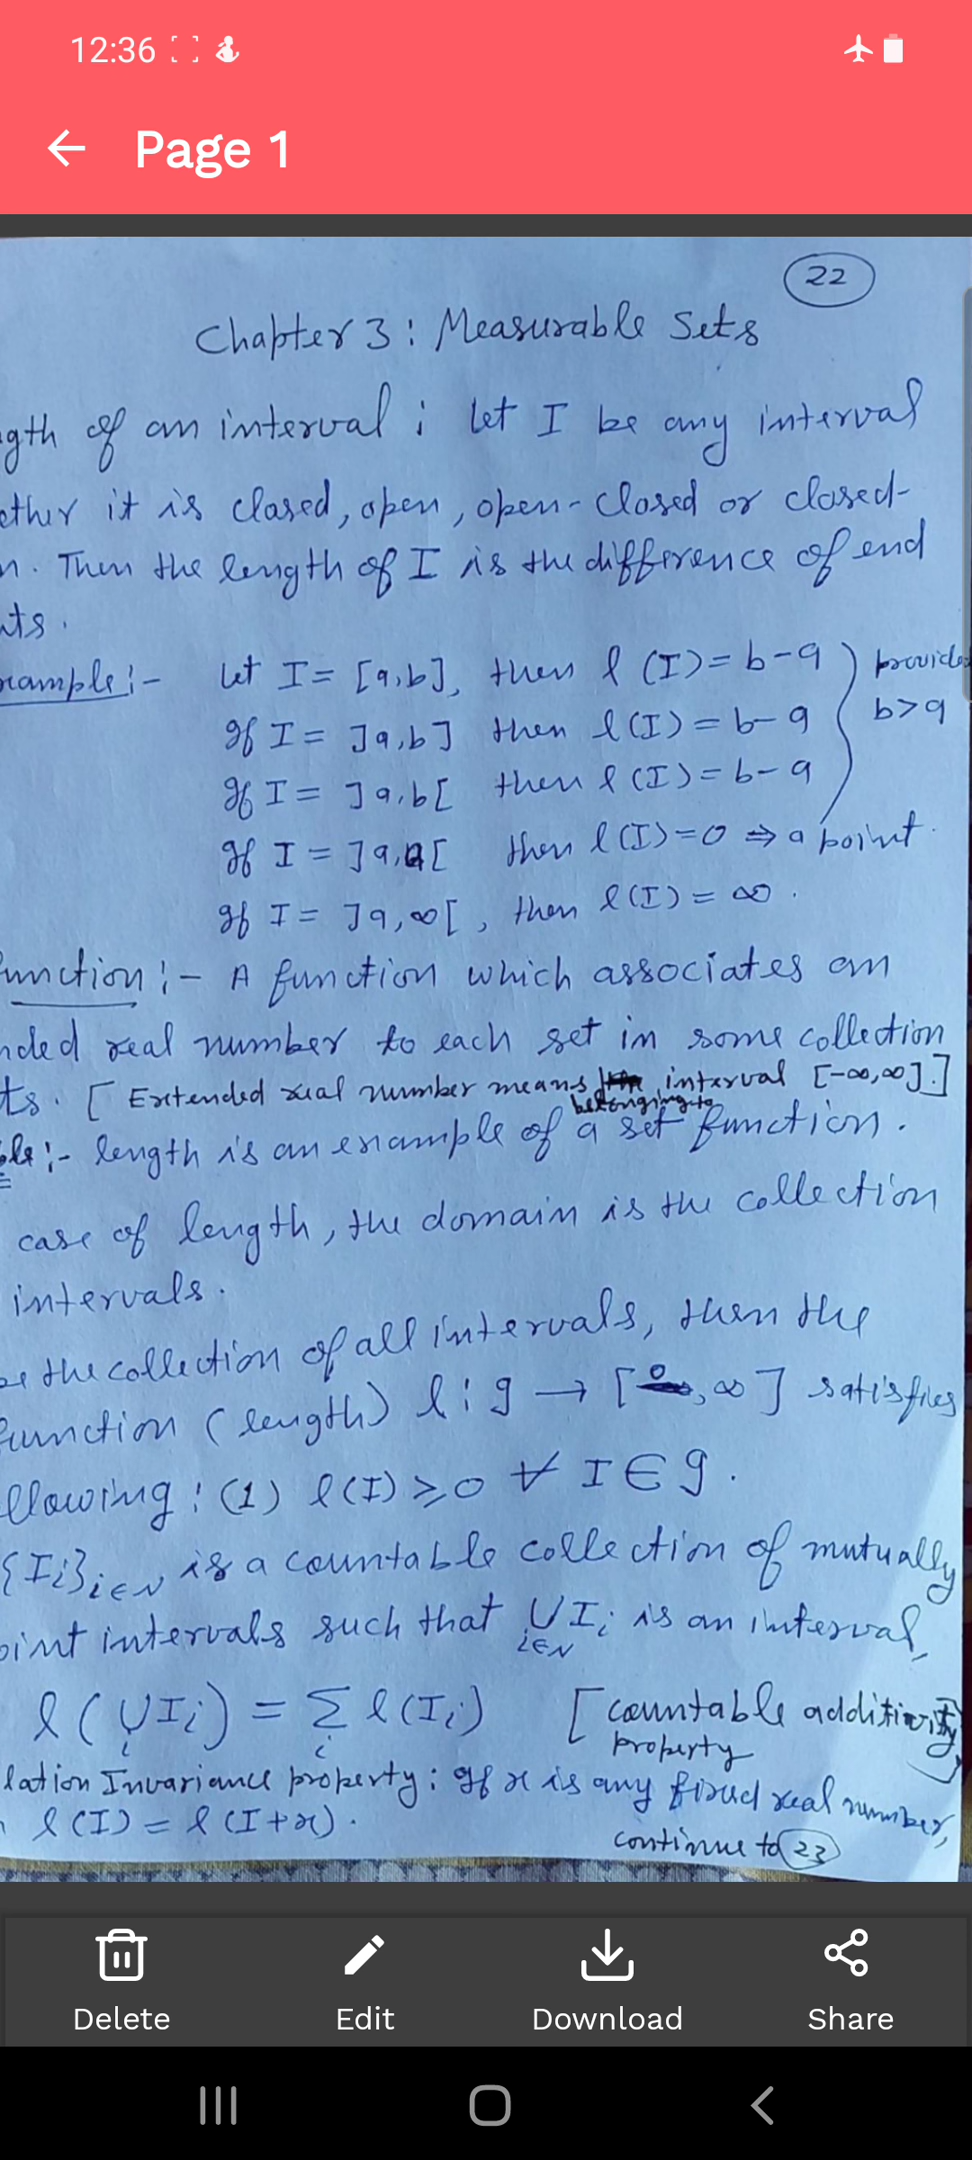 12:36
Page 1
22
Chapter 3: Measurable Sets
gth of an interval: Let I be any interval
ether it is closed, open, open-closed or closed-
n. Then the length of I is the difference of end
nts.
xample:- Let I = [a,b], then l(I) = b-a } provide
If I = ]a,b] then l(I) = b-a b>a
If I = ]a,b[ then l(I) = b-a
If I = ]a,a[ then l(I)=0 ⇒ a point.
If I = ]a,∞[, then l(I) = ∞.
unction:- A function which associates an
nded real number to each set in some collection
ts. [Extended real number means belonging to interval [-∞,∞].]
ple:- length is an example of a set function.
case of length, the domain is the collection
intervals.
be the collection of all intervals, then the
function (length) l: g → [0,∞] satisfies
llowing: (1) l(I) ⩾ 0 ∀ I ∈ g.
{Ii}i∈N is a countable collection of mutually
oint intervals such that ∪Ii i∈N is an interval,
l(∪Ii) i = Σ i l(Ii) [countable additivity
property]
lation Invariance property: If x is any fixed real number,
l(I) = l(I+x).
continue to 23
Delete Edit Download Share